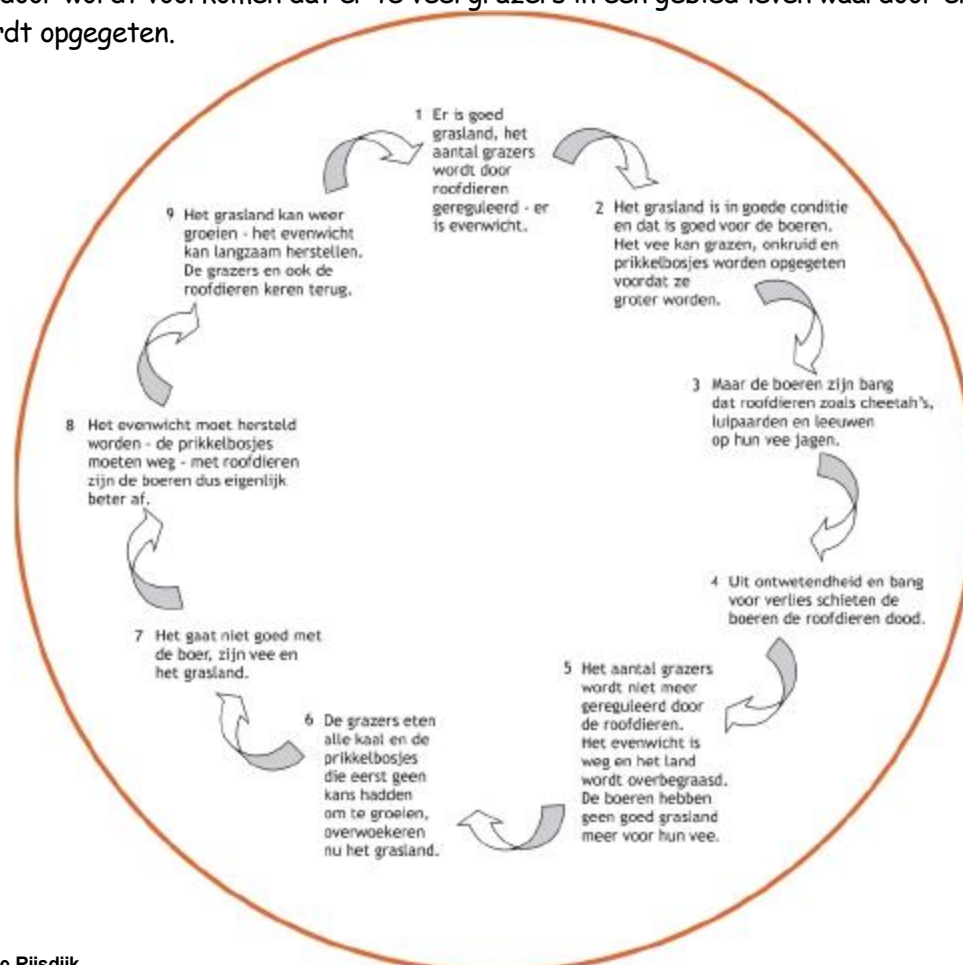 door wordt voorkomen dat er te veel grazers in een gebied leven waardoor
rdt opgegeten.
1 Er is goed
grasland, het
aantal grazers
wordt door
roofdieren
gereguleerd - er
is evenwicht.
2 Het grasland is in goede conditie
en dat is goed voor de boeren.
Het vee kan grazen, onkruid en
prikkelbosjes worden opgegeten
voordat ze
groter worden.
3 Maar de boeren zijn bang
dat roofdieren zoals cheetah's,
luipaarden en leeuwen
op hun vee jagen.
4 Uit ontwetendheid en bang
voor verlies schieten de
boeren de roofdieren dood.
5 Het aantal grazers
wordt niet meer
gereguleerd door
de roofdieren.
Het evenwicht is
weg en het land
wordt overbegraasd.
De boeren hebben
geen goed grasland
meer voor hun vee.
6 De grazers eten
alle kaal en de
prikkelbosjes
die eerst geen
kans hadden
om te groeien,
overwoekeren
nu het grasland.
7 Het gaat niet goed met
de boer, zijn vee en
het grasland.
8 Het evenwicht moet hersteld
worden - de prikkelbosjes
moeten weg - met roofdieren
zijn de boeren dus eigenlijk
beter af.
9 Het grasland kan weer
groeien - het evenwicht
kan langzaam herstellen.
De grazers en ook de
roofdieren keren terug.
e Rijsdijk